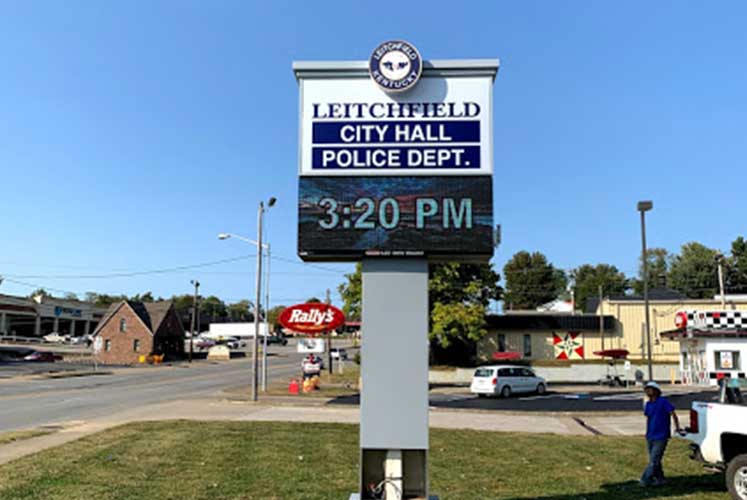 LEITCHFIELD
KENTUCKY
LEITCHFIELD
CITY HALL
POLICE DEPT.
3:20 PM
Rally's